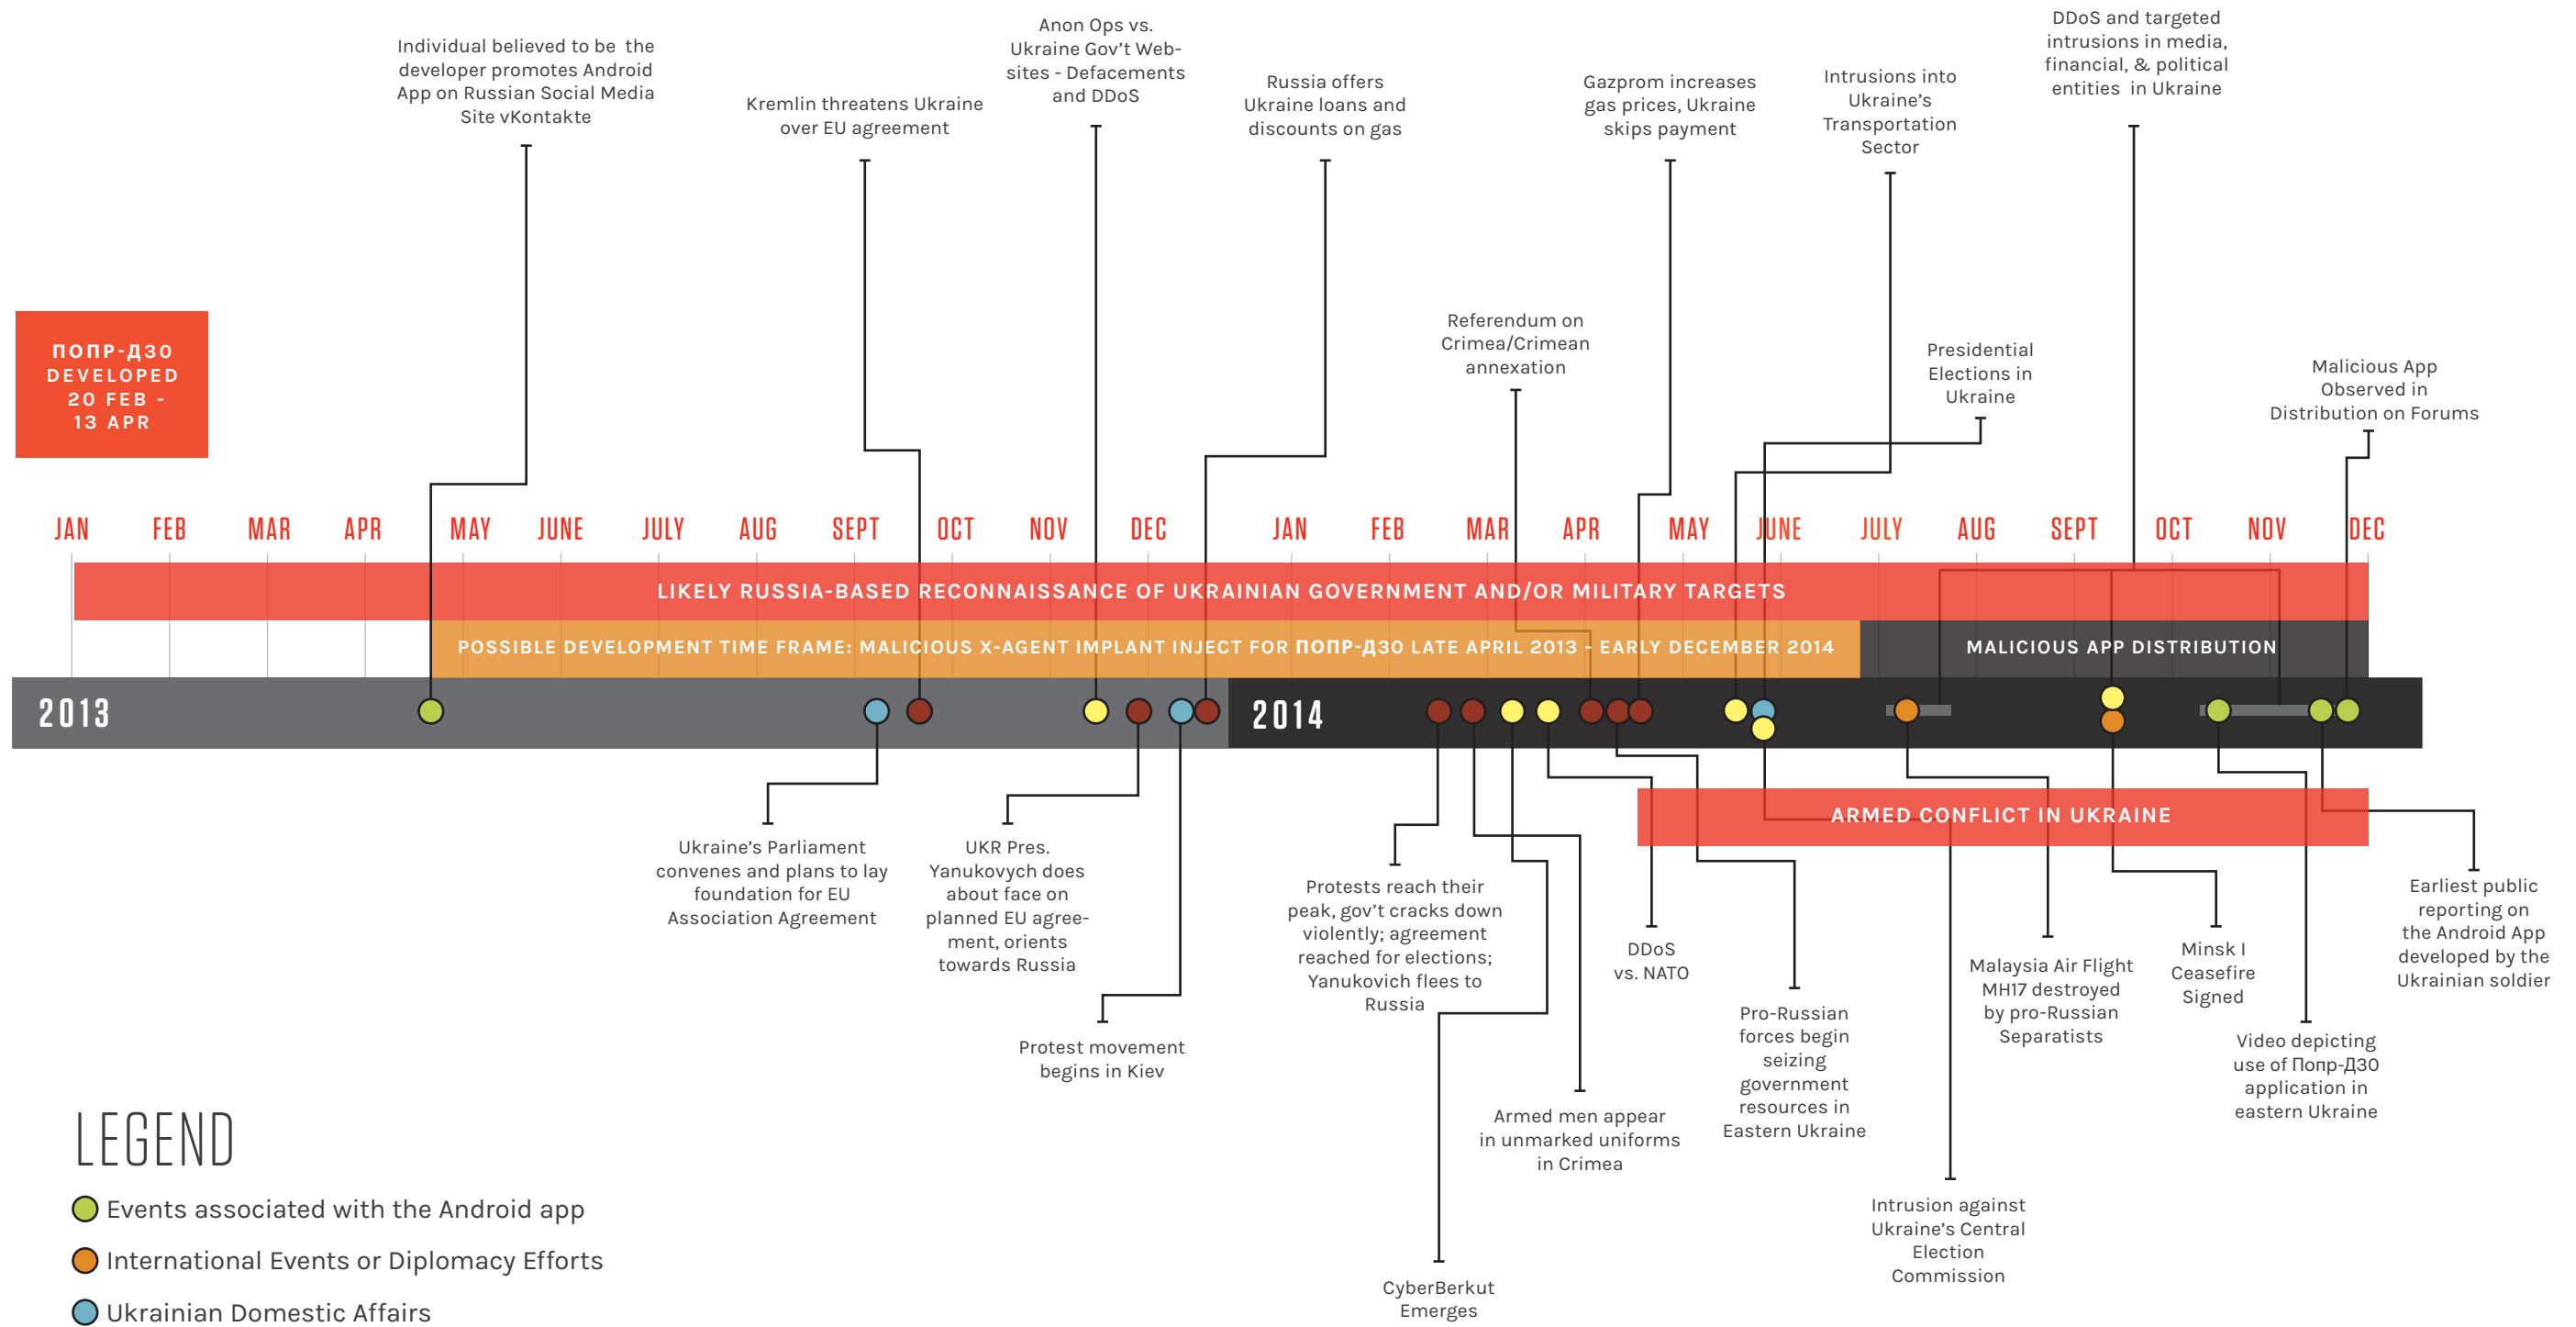 Individual believed to be the
developer promotes Android
App on Russian Social Media
Site vKontakte
Kremlin threatens Ukraine
over EU agreement
Anon Ops vs.
Ukraine Gov't Web-
sites - Defacements
and DDoS
Russia offers
Ukraine loans and
discounts on gas
Gazprom increases
gas prices, Ukraine
skips payment
Intrusions into
Ukraine's
Transportation
Sector
DDoS and targeted
intrusions in media,
financial, & political
entities in Ukraine
Referendum on
Crimea/Crimean
annexation
Presidential
Elections in
Ukraine
Malicious App
Observed in
Distribution on Forums
ПОПР-Д30
DEVELOPED
20 FEB -
13 APR
JAN FEB MAR APR MAY JUNE JULY AUG SEPT OCT NOV DEC JAN FEB MAR APR MAY JUNE JULY AUG SEPT OCT NOV DEC
LIKELY RUSSIA-BASED RECONNAISSANCE OF UKRAINIAN GOVERNMENT AND/OR MILITARY TARGETS
POSSIBLE DEVELOPMENT TIME FRAME: MALICIOUS X-AGENT IMPLANT INJECT FOR ПОПР-Д30 LATE APRIL 2013 - EARLY DECEMBER 2014
MALICIOUS APP DISTRIBUTION
2013
2014
ARMED CONFLICT IN UKRAINE
Ukraine's Parliament
convenes and plans to lay
foundation for EU
Association Agreement
UKR Pres.
Yanukovych does
about face on
planned EU agree-
ment, orients
towards Russia
Protest movement
begins in Kiev
Protests reach their
peak, gov't cracks down
violently; agreement
reached for elections;
Yanukovich flees to
Russia
CyberBerkut
Emerges
Armed men appear
in unmarked uniforms
in Crimea
DDoS
vs. NATO
Pro-Russian
forces begin
seizing
government
resources in
Eastern Ukraine
Intrusion against
Ukraine's Central
Election
Commission
Malaysia Air Flight
MH17 destroyed
by pro-Russian
Separatists
Minsk I
Ceasefire
Signed
Video depicting
use of Попр-Д30
application in
eastern Ukraine
Earliest public
reporting on
the Android App
developed by the
Ukrainian soldier
LEGEND
Events associated with the Android app
International Events or Diplomacy Efforts
Ukrainian Domestic Affairs